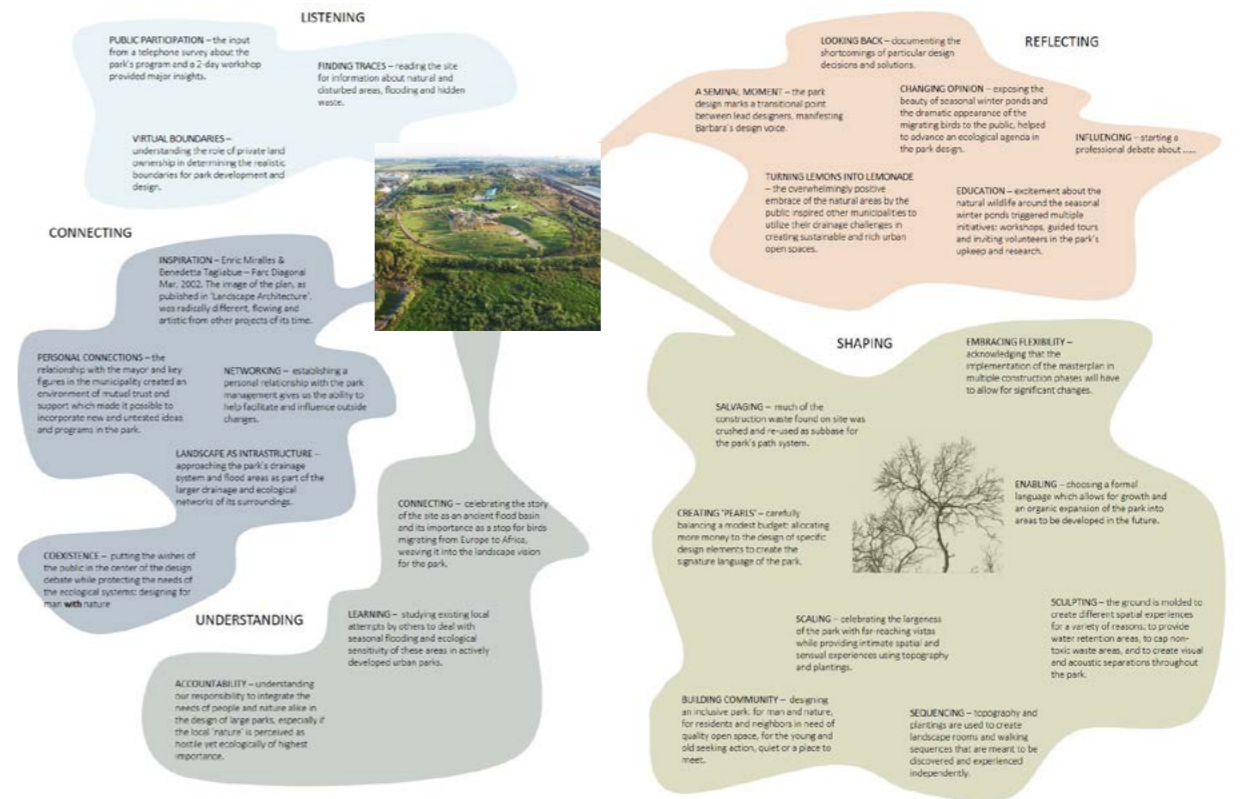 LISTENING
PUBLIC PARTICIPATION – the input
from a telephone survey about the
park's program and a 2-day workshop
provided major insights.
FINDING TRACES – reading the site
for information about natural and
disturbed areas, flooding and hidden
waste.
VIRTUAL BOUNDARIES –
understanding the role of private land
ownership in determining the realistic
boundaries for park development and
design.
CONNECTING
INSPIRATION – Enric Miralles &
Benedetta Tagliabue – Parc Diagonal
Mar, 2002. The image of the plan, as
published in 'Landscape Architecture',
was radically different, flowing and
artistic from other projects of its time.
PERSONAL CONNECTIONS – the
relationship with the mayor and key
figures in the municipality created an
environment of mutual trust and
support which made it possible to
incorporate new and untested ideas
and programs in the park.
NETWORKING – establishing a
personal relationship with the park
management gives us the ability to
help facilitate and influence outside
changes.
LANDSCAPE AS INTRASTRUCTURE –
approaching the park's drainage
system and flood areas as part of the
larger drainage and ecological
networks of its surroundings.
COEXISTENCE – putting the wishes of
the public in the center of the design
debate while protecting the needs of
the ecological systems: designing for
man with nature
UNDERSTANDING
CONNECTING – celebrating the story
of the site as an ancient flood basin
and its importance as a stop for birds
migrating from Europe to Africa,
weaving it into the landscape vision
for the park.
LEARNING – studying existing local
attempts by others to deal with
seasonal flooding and ecological
sensitivity of these areas in actively
developed urban parks.
ACCOUNTABILITY – understanding
our responsibility to integrate the
needs of people and nature alike in
the design of large parks, especially if
the local 'nature' is perceived as
hostile yet ecologically of highest
importance.
REFLECTING
LOOKING BACK – documenting the
shortcomings of particular design
decisions and solutions.
A SEMINAL MOMENT – the park
design marks a transitional point
between lead designers, manifesting
Barbara's design voice.
CHANGING OPINION – exposing the
beauty of seasonal winter ponds and
the dramatic appearance of the
migrating birds to the public, helped
to advance an ecological agenda in
the park design.
INFLUENCING – starting a
professional debate about .....
TURNING LEMONS INTO LEMONADE
– the overwhelmingly positive
embrace of the natural areas by the
public inspired other municipalities to
utilize their drainage challenges in
creating sustainable and rich urban
open spaces.
EDUCATION – excitement about the
natural wildlife around the seasonal
winter ponds triggered multiple
initiatives: workshops, guided tours
and inviting volunteers in the park's
upkeep and research.
SHAPING
EMBRACING FLEXIBILITY –
acknowledging that the
implementation of the masterplan in
multiple construction phases will have
to allow for significant changes.
SALVAGING – much of the
construction waste found on site was
crushed and re-used as subbase for
the park's path system.
ENABLING – choosing a formal
language which allows for growth and
an organic expansion of the park into
areas to be developed in the future.
CREATING 'PEARLS' – carefully
balancing a modest budget; allocating
more money to the design of specific
design elements to create the
signature language of the park.
SCALING – celebrating the largeness
of the park with far-reaching vistas
while providing intimate spatial and
sensual experiences using topography
and plantings.
SCULPTING – the ground is molded to
create different spatial experiences
for a variety of reasons: to provide
water retention areas, to cap non-
toxic waste areas, and to create visual
and acoustic separations throughout
the park.
BUILDING COMMUNITY – designing
an inclusive park: for man and nature,
for residents and neighbors in need of
quality open space, for the young and
old seeking action, quiet or a place to
meet.
SEQUENCING – topography and
plantings are used to create
landscape rooms and walking
sequences that are meant to be
discovered and experienced
independently.